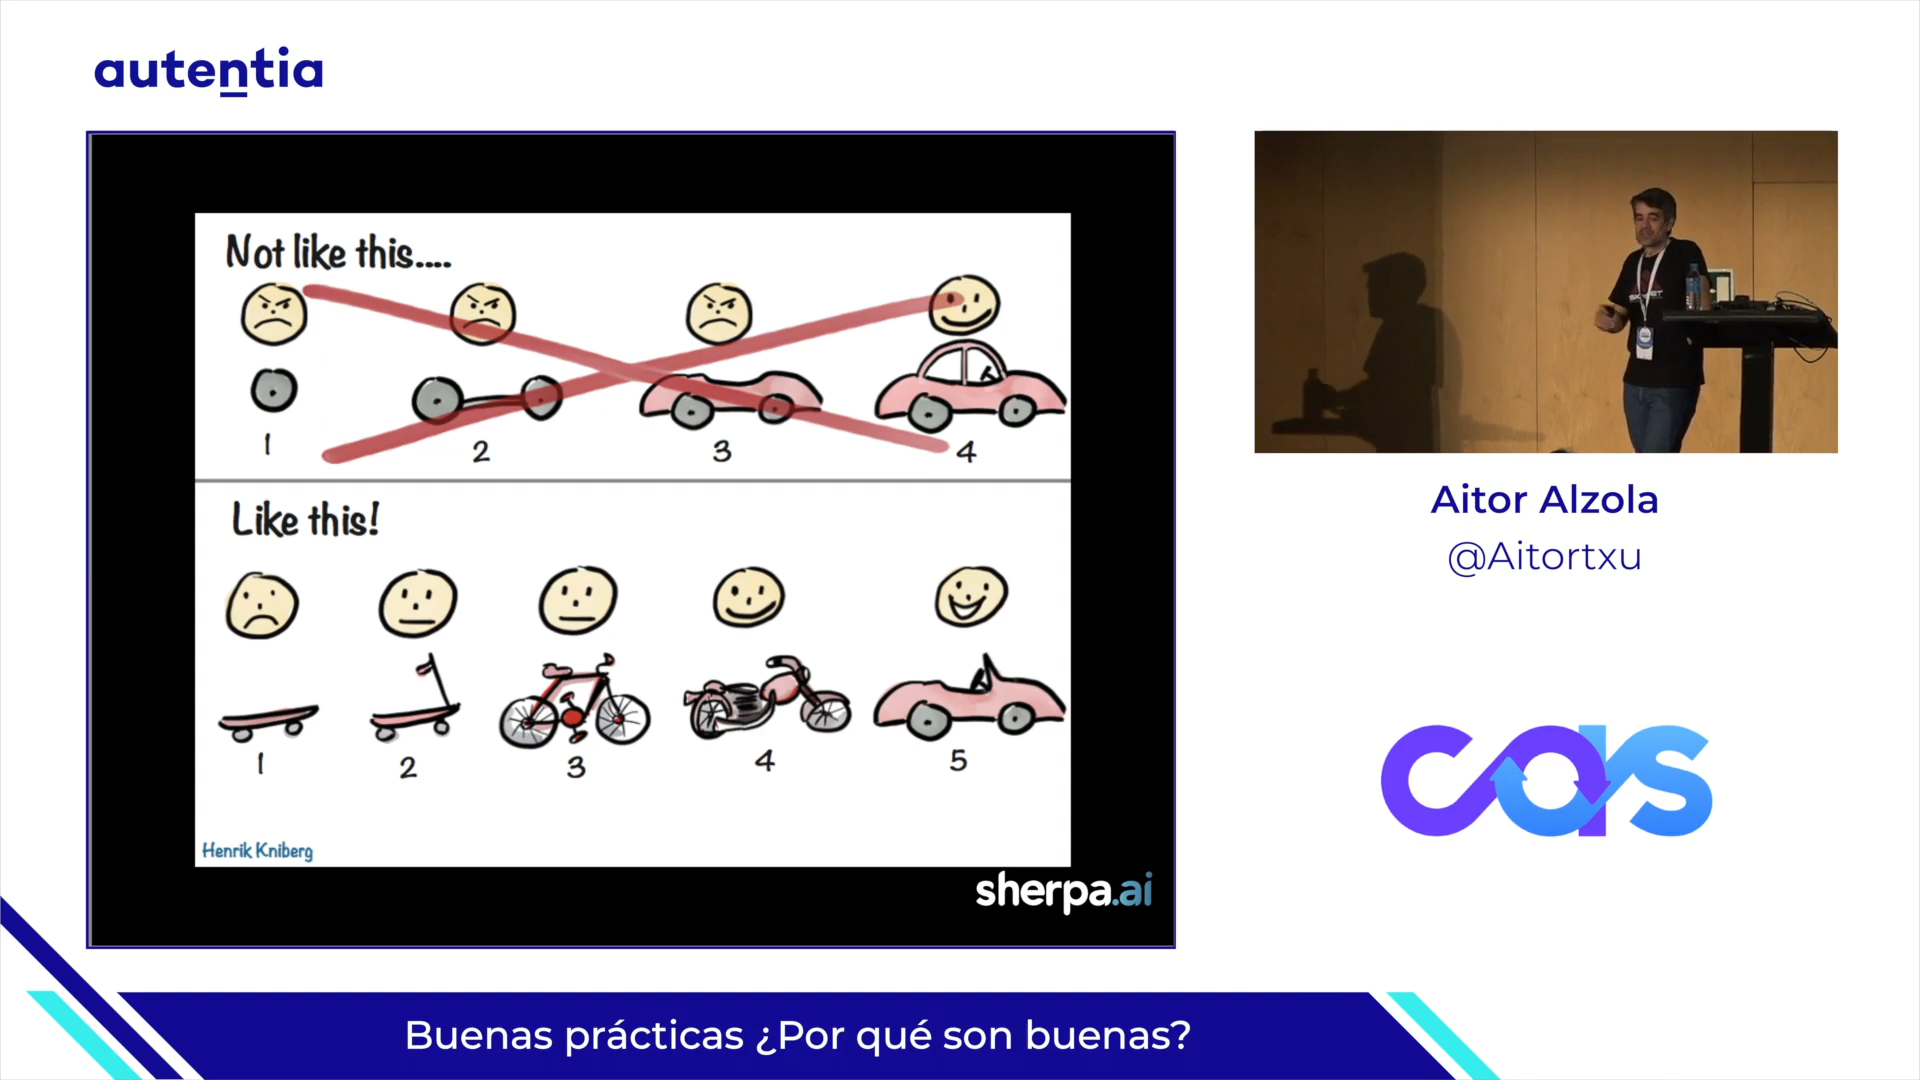 autentia
Not like this....
1
2
3
4
Like this!
1
2
3
4
5
Henrik Kniberg
sherpa.ai
Aitor Alzola
@Aitortxu
cas
Buenas prácticas ¿Por qué son buenas?